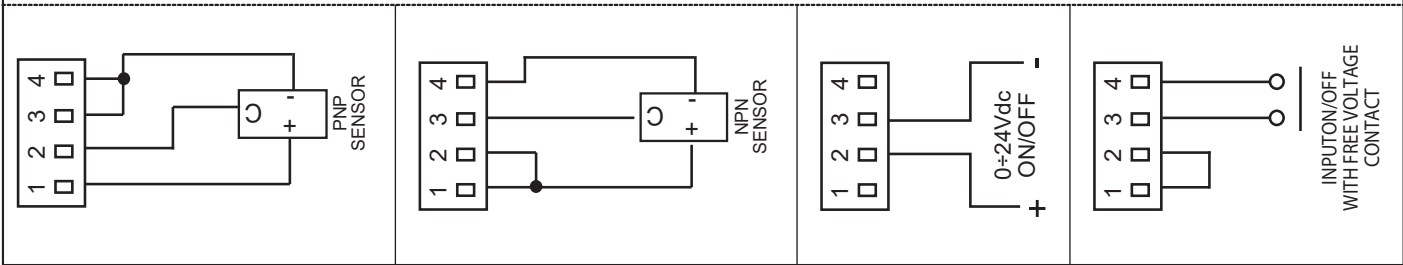 4
3
2
1
C
-
+
PNP
SENSOR
4
3
2
1
C
-
+
NPN
SENSOR
4
3
2
1
-
+
0÷24Vdc
ON/OFF
4
3
2
1
INPUTON/OFF
WITH FREE VOLTAGE
CONTACT